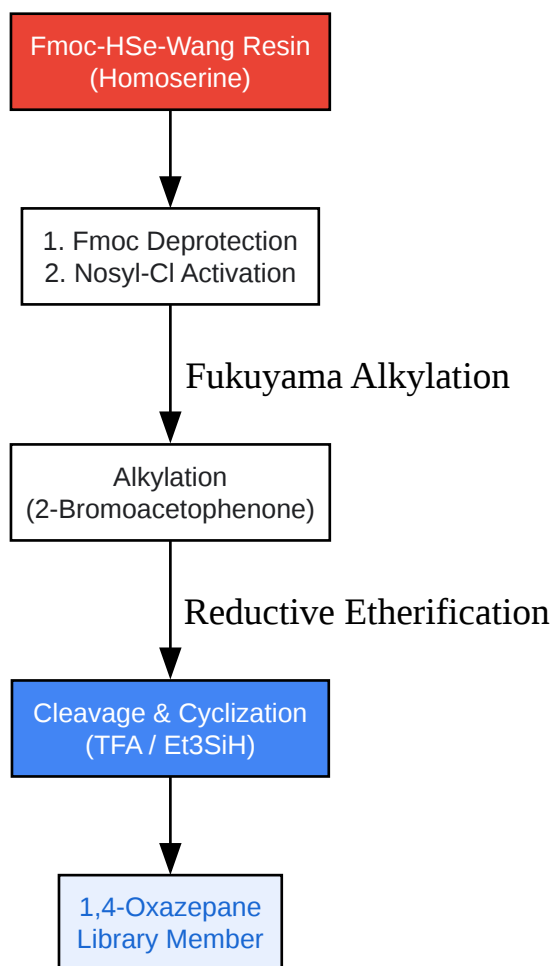 Fmoc-HSe-Wang Resin
(Homoserine)
1. Fmoc Deprotection
2. Nosyl-Cl Activation
Fukuyama Alkylation
Alkylation
(2-Bromoacetophenone)
Reductive Etherification
Cleavage & Cyclization
(TFA / Et3SiH)
1,4-Oxazepane
Library Member